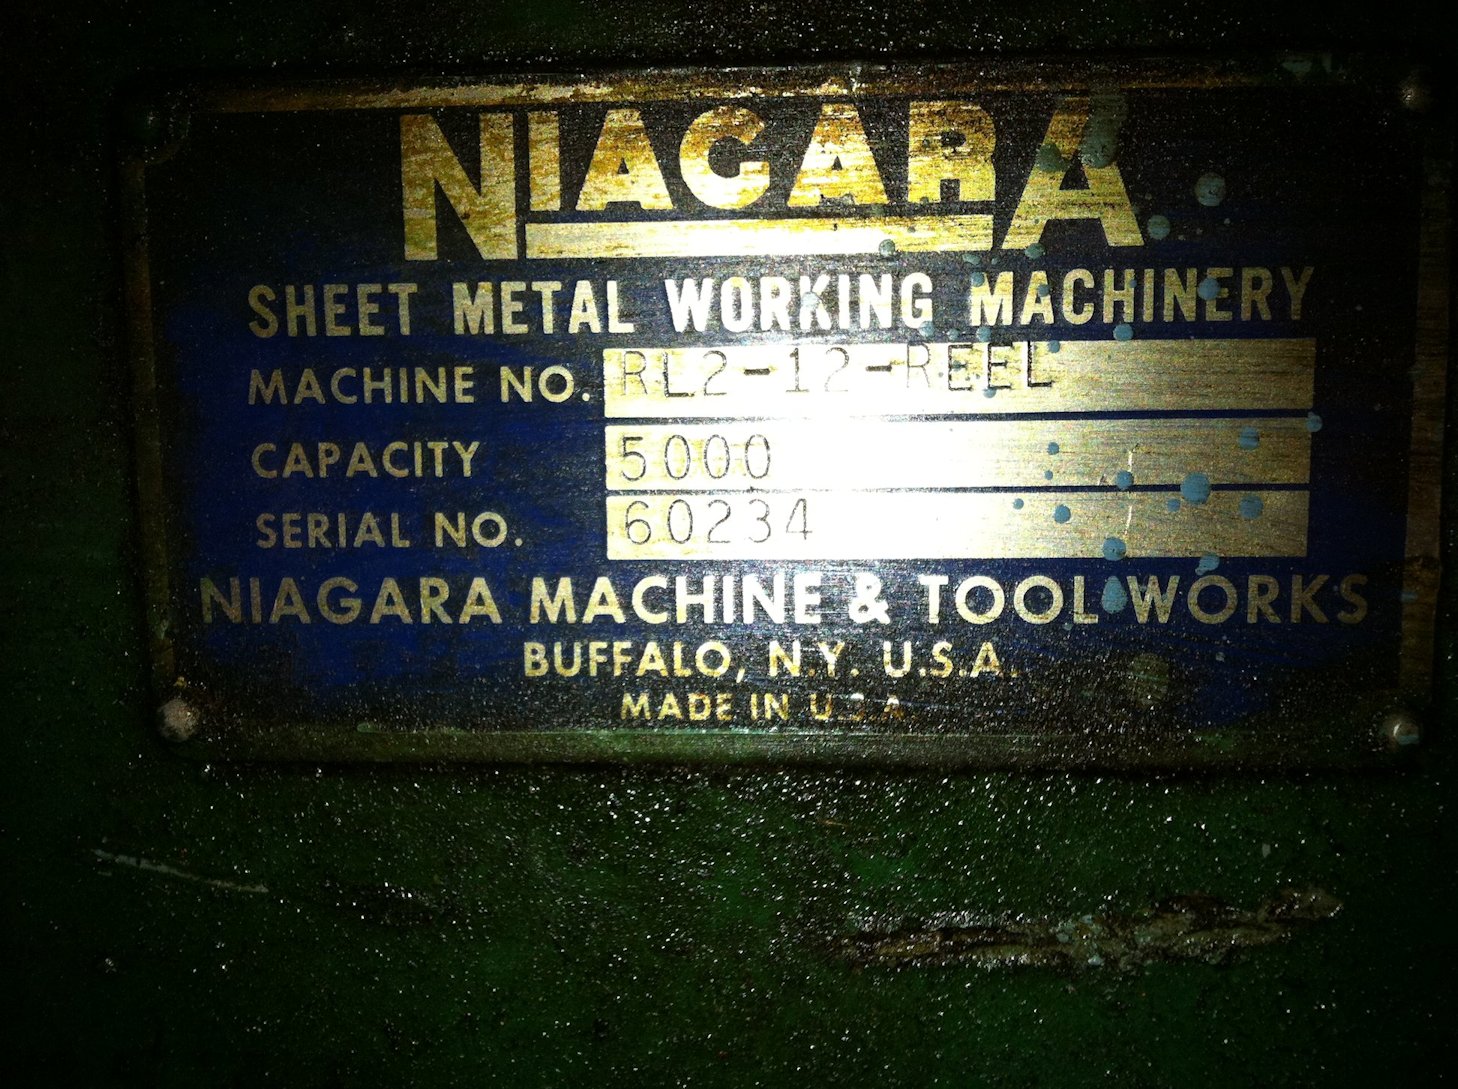 NIAGARA
SHEET METAL WORKING MACHINERY
MACHINE NO. RL2-12-REEL
CAPACITY 5000
SERIAL NO. 60234
NIAGARA MACHINE & TOOL WORKS
BUFFALO, N.Y. U.S.A.
MADE IN U.S.A.